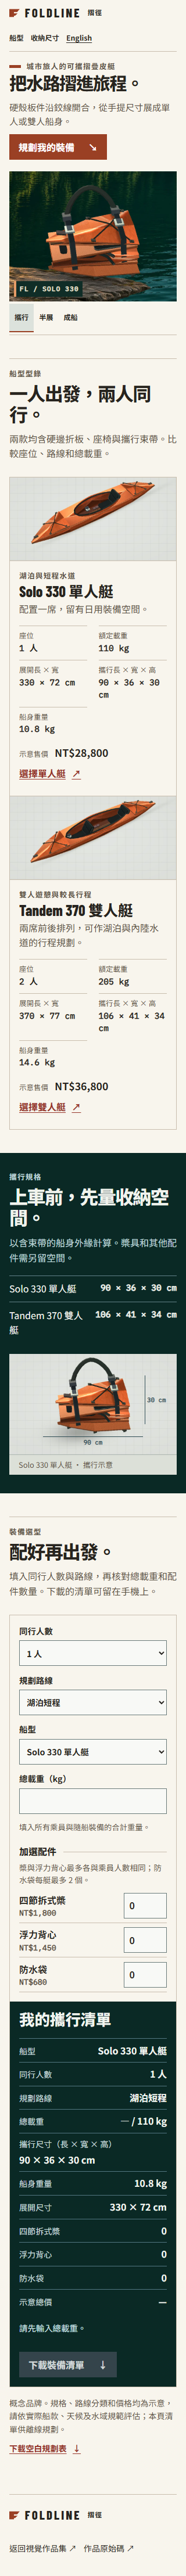 FOLDLINE 摺徑
船型 收納尺寸 English
城市旅人的可攜摺疊皮艇
把水路摺進旅程。
硬殼板件沿鉸線開合,從手提尺寸展成單
人或雙人船身。
規劃我的裝備 ↘
FL / SOLO 330
攜行 半展 成船
船型型錄
一人出發,兩人同
行。
兩款均含硬邊折板、座椅與攜行束帶。比
較座位、路線和總載重。
湖泊與短程水道
Solo 330 單人艇
配置一席,留有日用裝備空間。
座位 額定載重
1 人 110 kg
展開長 × 寬 攜行長 × 寬 × 高
330 × 72 cm 90 × 36 × 30
cm
船身重量
10.8 kg
示意售價 NT$28,800
選擇單人艇 ↗
雙人遊憩與較長行程
Tandem 370 雙人艇
兩席前後排列,可作湖泊與內陸水
道的行程規劃。
座位 額定載重
2 人 205 kg
展開長 × 寬 攜行長 × 寬 × 高
370 × 77 cm 106 × 41 × 34
cm
船身重量
14.6 kg
示意售價 NT$36,800
選擇雙人艇 ↗
攜行規格
上車前,先量收納空
間。
以含束帶的船身外緣計算。槳具和其他配
件需另留空間。
Solo 330 單人艇 90 × 36 × 30 cm
Tandem 370 雙人 106 × 41 × 34 cm
艇
30 cm
90 cm
Solo 330 單人艇 · 攜行示意
裝備選型
配好再出發。
填入同行人數與路線,再核對總載重和配
件數量。下載的清單可留在手機上。
同行人數
1 人
規劃路線
湖泊短程
船型
Solo 330 單人艇
總載重(kg)
填入所有乘員與隨船裝備的合計重量。
加選配件
槳與浮力背心最多各與乘員人數相同;防
水袋每艇最多 2 個。
四節拆式槳 0
NT$1,800
浮力背心 0
NT$1,450
防水袋 0
NT$680
我的攜行清單
船型 Solo 330 單人艇
同行人數 1 人
規劃路線 湖泊短程
總載重 — / 110 kg
攜行尺寸(長 × 寬 × 高)
90 × 36 × 30 cm
船身重量 10.8 kg
展開尺寸 330 × 72 cm
四節拆式槳 0
浮力背心 0
防水袋 0
示意總價 —
請先輸入總載重。
下載裝備清單 ↓
概念品牌。規格、路線分類和價格均為示意,
請依實際船款、天候及水域規範評估;本頁清
單供離線規劃。
下載空白規劃表 ↓
FOLDLINE 摺徑
返回視覺作品集 ↗ 作品原始碼 ↗